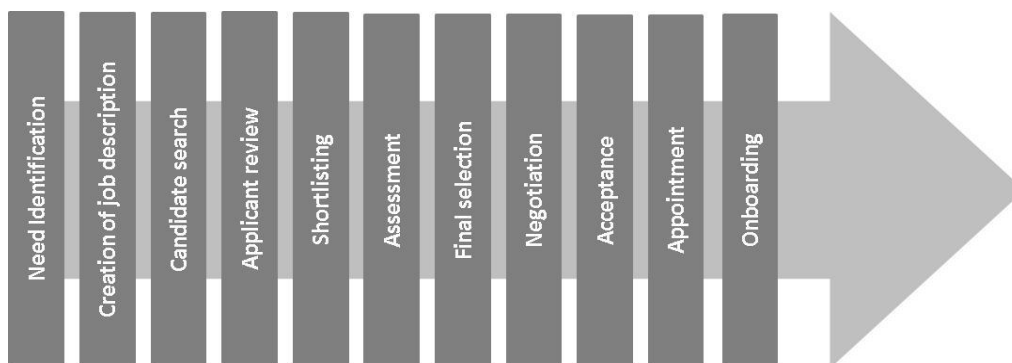 Need Identification
Creation of job description
Candidate search
Applicant review
Shortlisting
Assessment
Final selection
Negotiation
Acceptance
Appointment
Onboarding